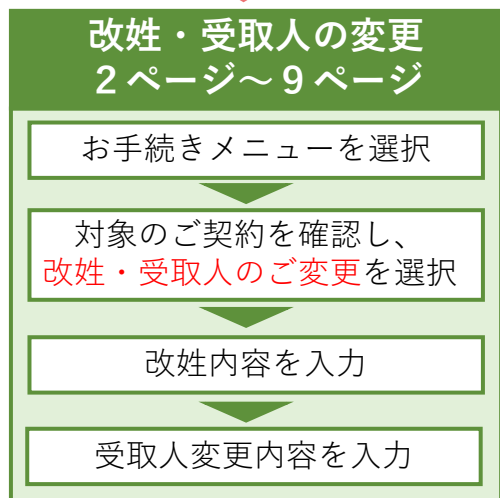 改姓・受取人の変更
２ページ～９ページ
お手続きメニューを選択
対象のご契約を確認し、
改姓・受取人のご変更を選択
改姓内容を入力
受取人変更内容を入力